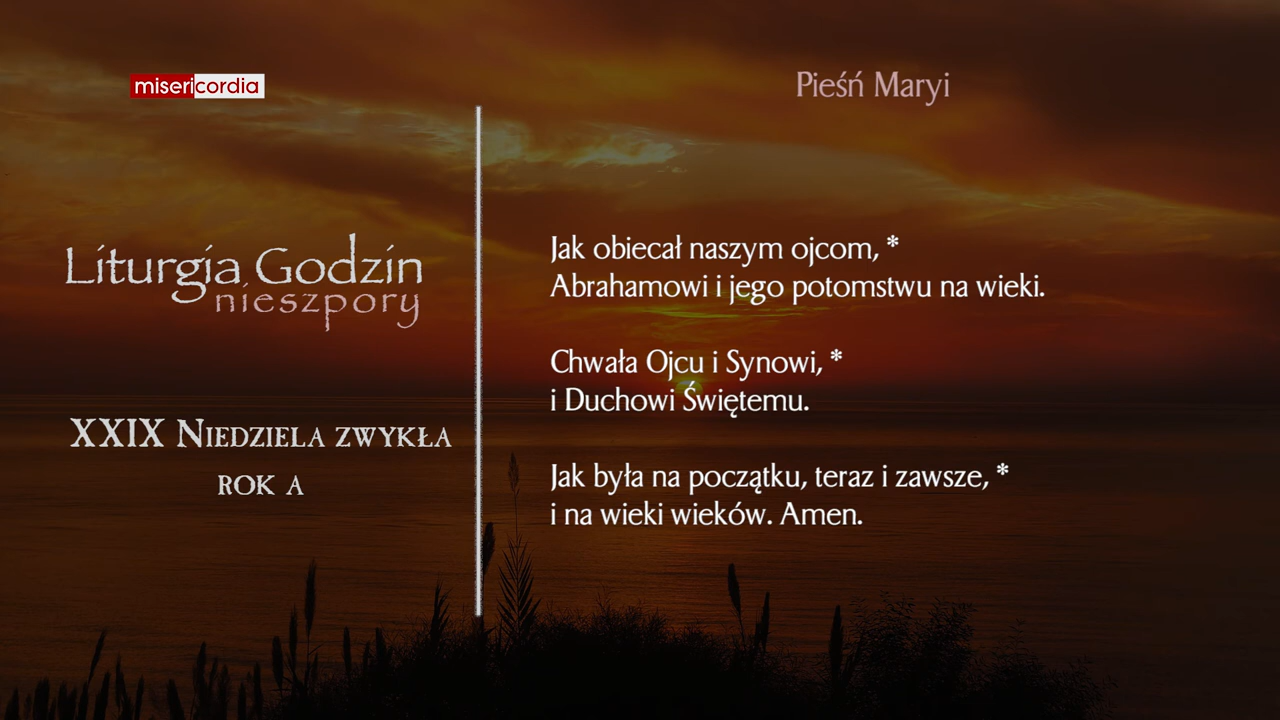 misericordia
Liturgia Godzin
nieszpory
XXIX Niedziela zwykła
rok A
Pieśń Maryi
Jak obiecał naszym ojcom, *
Abrahamowi i jego potomstwu na wieki.
Chwała Ojcu i Synowi, *
i Duchowi Świętemu.
Jak była na początku, teraz i zawsze, *
i na wieki wieków. Amen.